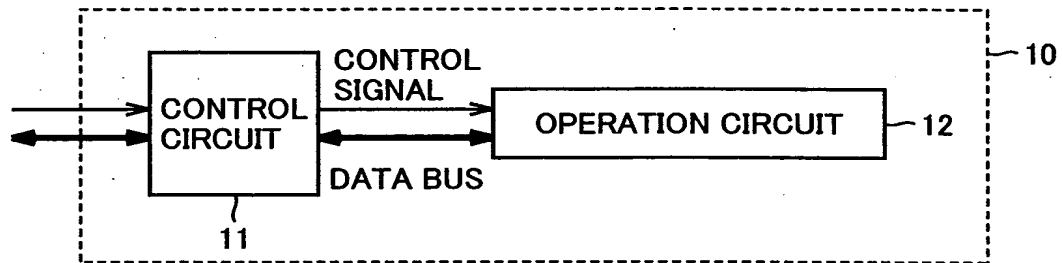 10
CONTROL
SIGNAL
CONTROL
CIRCUIT
OPERATION CIRCUIT
12
DATA BUS
11